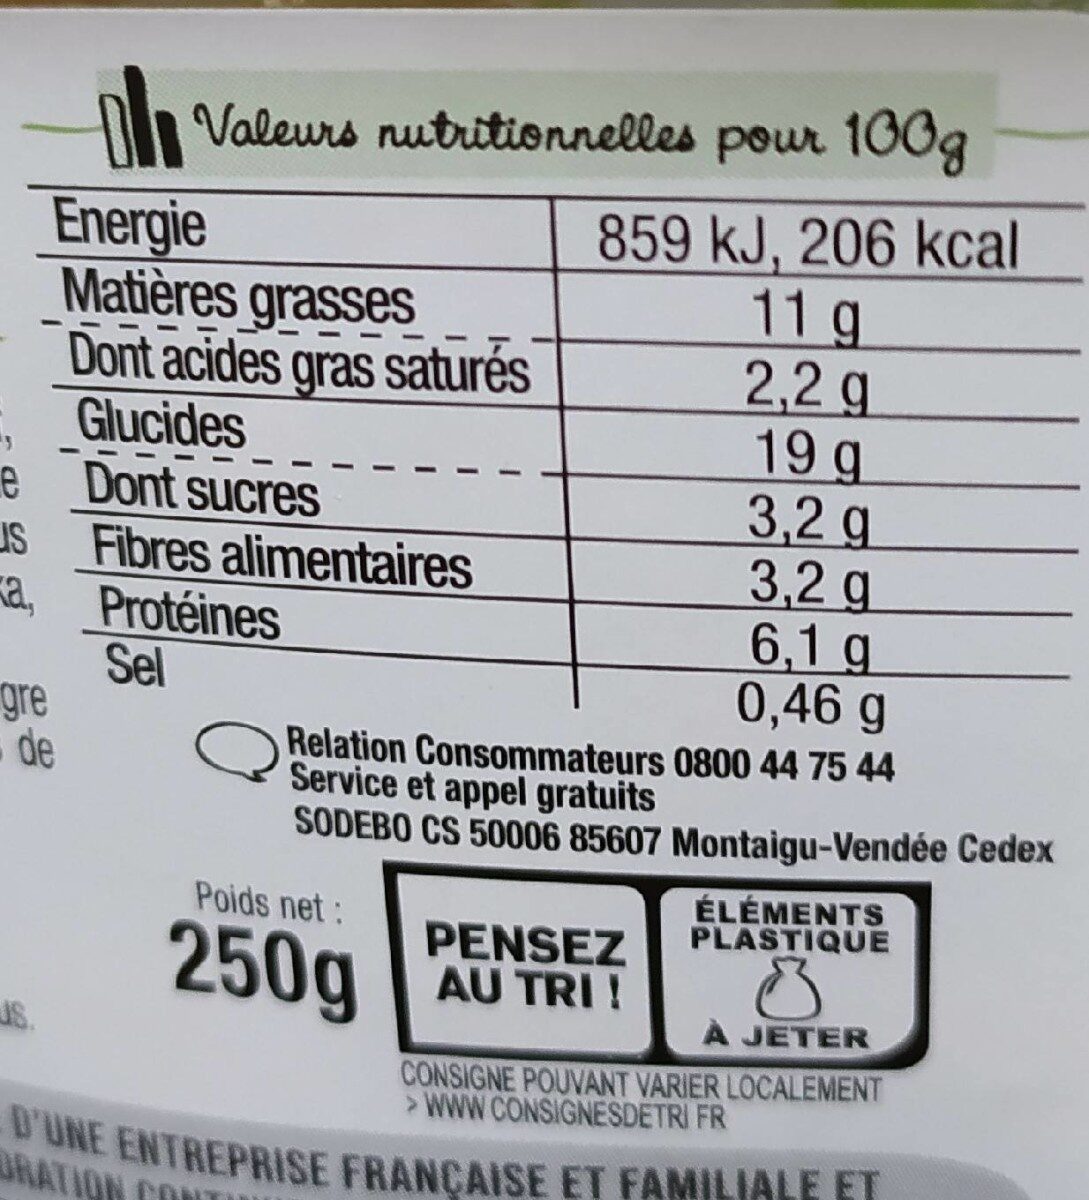 Valeurs nutritionnelles pour 100g
Energie 859 kJ, 206 kcal
Matières grasses 11 g
Dont acides gras saturés 2,2 g
Glucides 19 g
Dont sucres 3,2 g
Fibres alimentaires 3,2 g
Protéines 6,1 g
Sel 0,46 g
gre
de
Relation Consommateurs 0800 44 75 44
Service et appel gratuits
SODEBO CS 50006 85607 Montaigu-Vendée Cedex
Poids net :
250g
PENSEZ
AU TRI !
ÉLÉMENTS
PLASTIQUE
À JETER
CONSIGNE POUVANT VARIER LOCALEMENT
> WWW CONSIGNESDETRI FR
D'UNE ENTREPRISE FRANÇAISE ET FAMILIALE ET